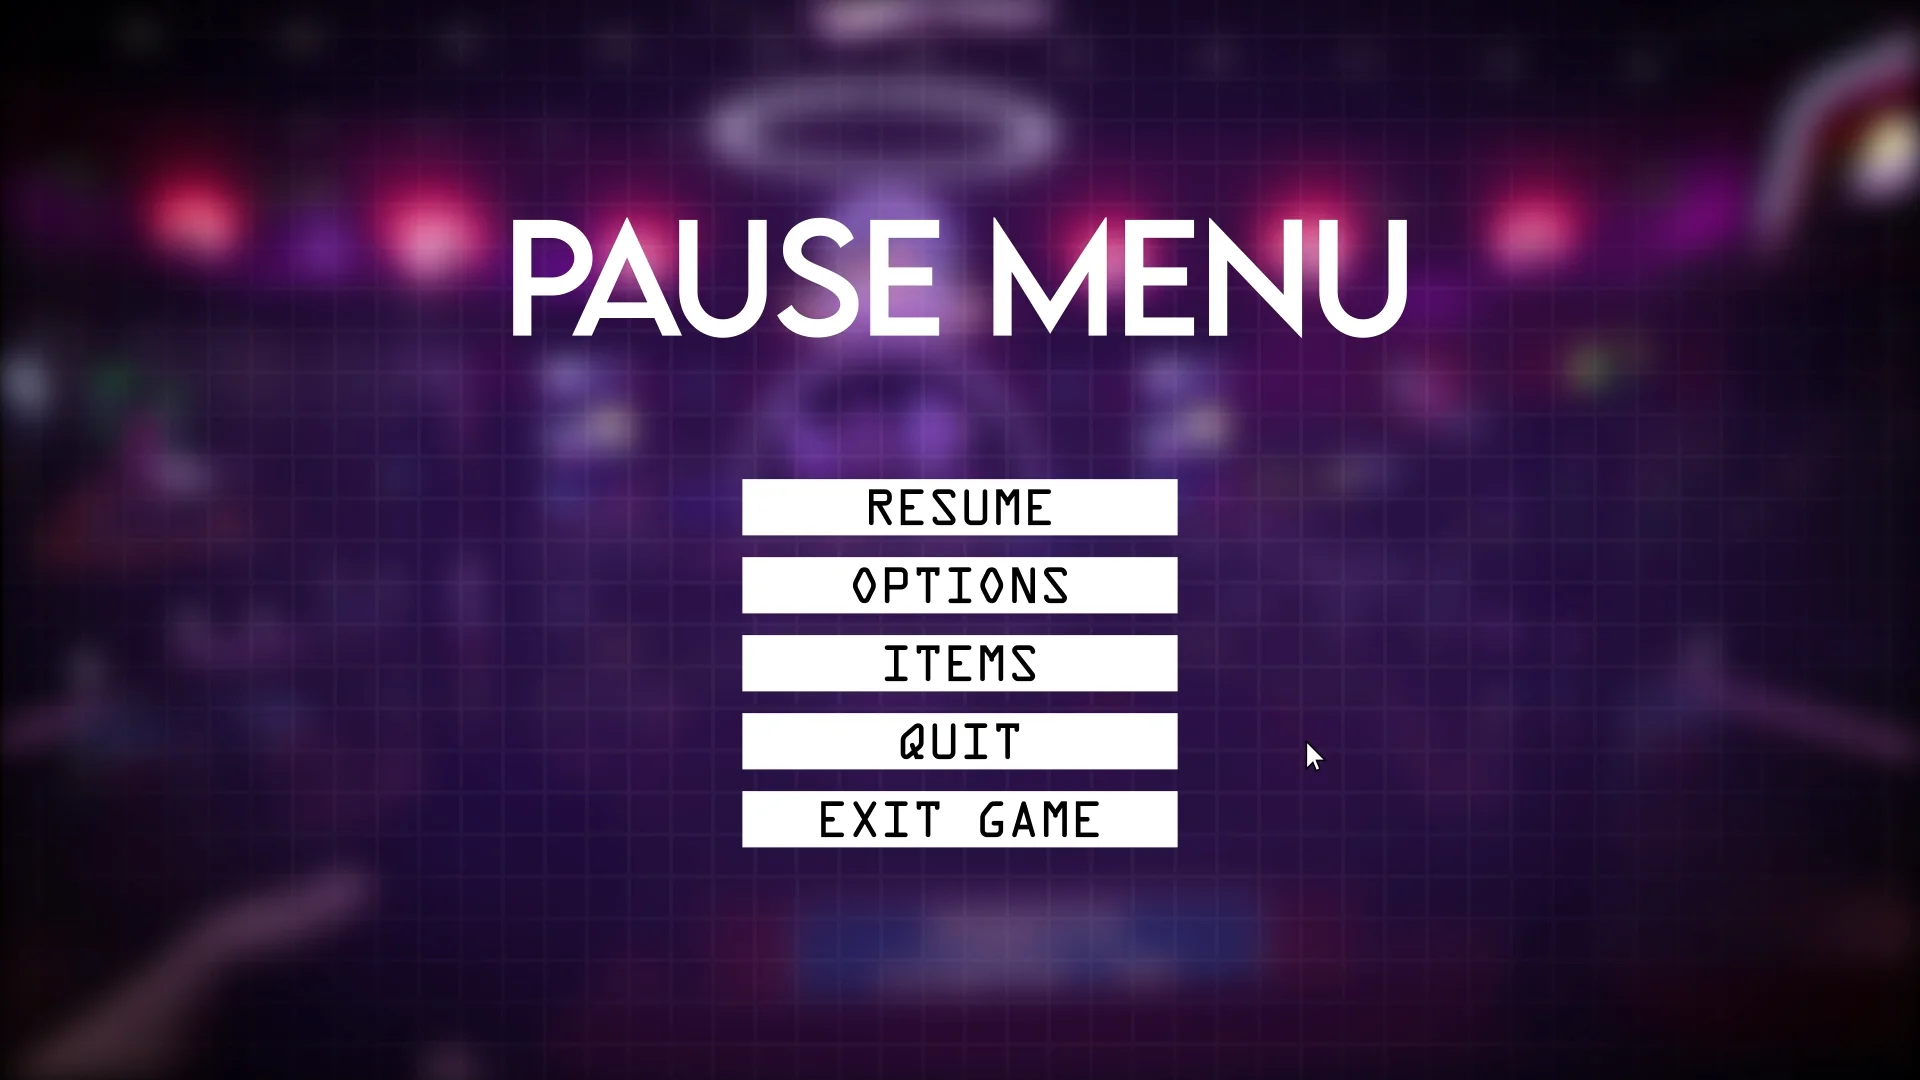 PAUSE MENU
RESUME
OPTIONS
ITEMS
QUIT
EXIT GAME